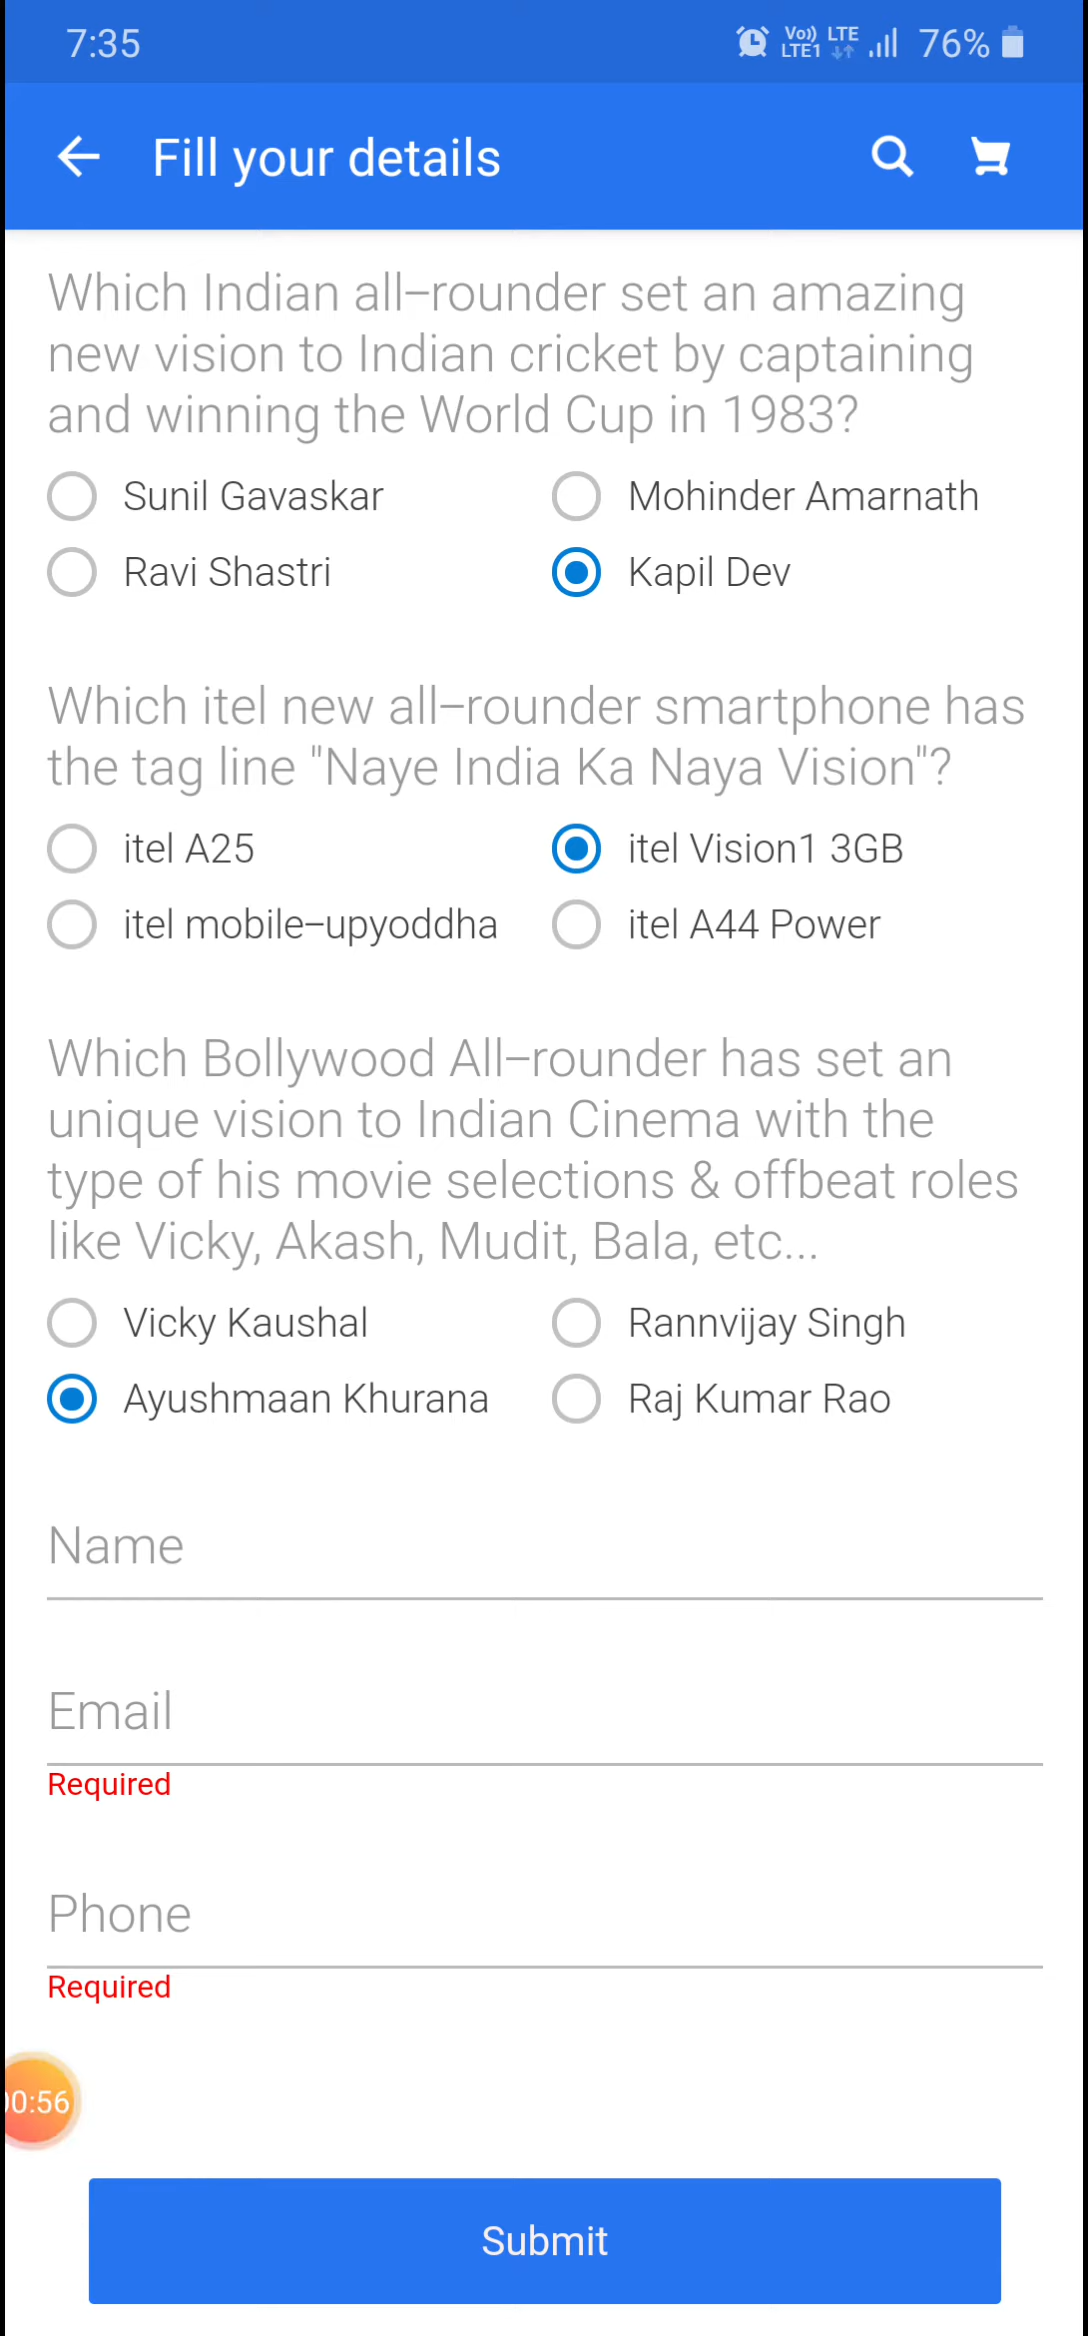 7:35
Vo)) LTE
LTE1
76%
Fill your details
Which Indian all-rounder set an amazing
new vision to Indian cricket by captaining
and winning the World Cup in 1983?
Sunil Gavaskar
Mohinder Amarnath
Ravi Shastri
Kapil Dev
Which itel new all-rounder smartphone has
the tag line "Naye India Ka Naya Vision"?
itel A25
itel Vision1 3GB
itel mobile-upyoddha
itel A44 Power
Which Bollywood All-rounder has set an
unique vision to Indian Cinema with the
type of his movie selections & offbeat roles
like Vicky, Akash, Mudit, Bala, etc...
Vicky Kaushal
Rannvijay Singh
Ayushmaan Khurana
Raj Kumar Rao
Name
Email
Required
Phone
Required
00:56
Submit